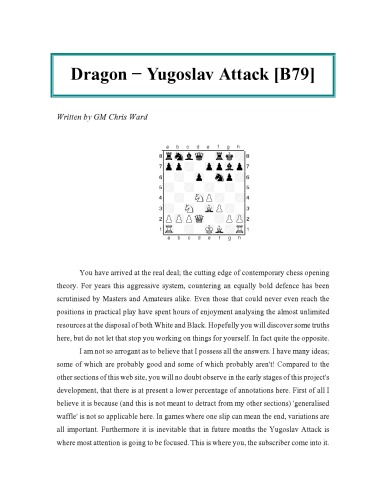 Dragon − Yugoslav Attack [B79]
Written by GM Chris Ward
a b c d e f g h
8 8
7 7
6 6
5 5
4 4
3 3
2 2
1 1
a b c d e f g h
You have arrived at the real deal; the cutting edge of contemporary chess opening
theory. For years this aggressive system, countering an equally bold defence has been
scrutinised by Masters and Amateurs alike. Even those that could never even reach the
positions in practical play have spent hours of enjoyment analysing the almost unlimited
resources at the disposal of both White and Black. Hopefully you will discover some truths
here, but do not let that stop you working on things for yourself. In fact quite the opposite.
I am not so arrogant as to believe that I possess all the answers. I have many ideas;
some of which are probably good and some of which probably aren't! Compared to the
other sections of this web site, you will no doubt observe in the early stages of this project's
development, that there is at present a lower percentage of annotations here. First of all I
believe it is because (and this is not meant to detract from my other sections) 'generalised
waffle' is not so applicable here. In games where one slip can mean the end, variations are
all important. Furthermore it is inevitable that in future months the Yugoslav Attack is
where most attention is going to be focused. This is where you, the subscriber come into it.